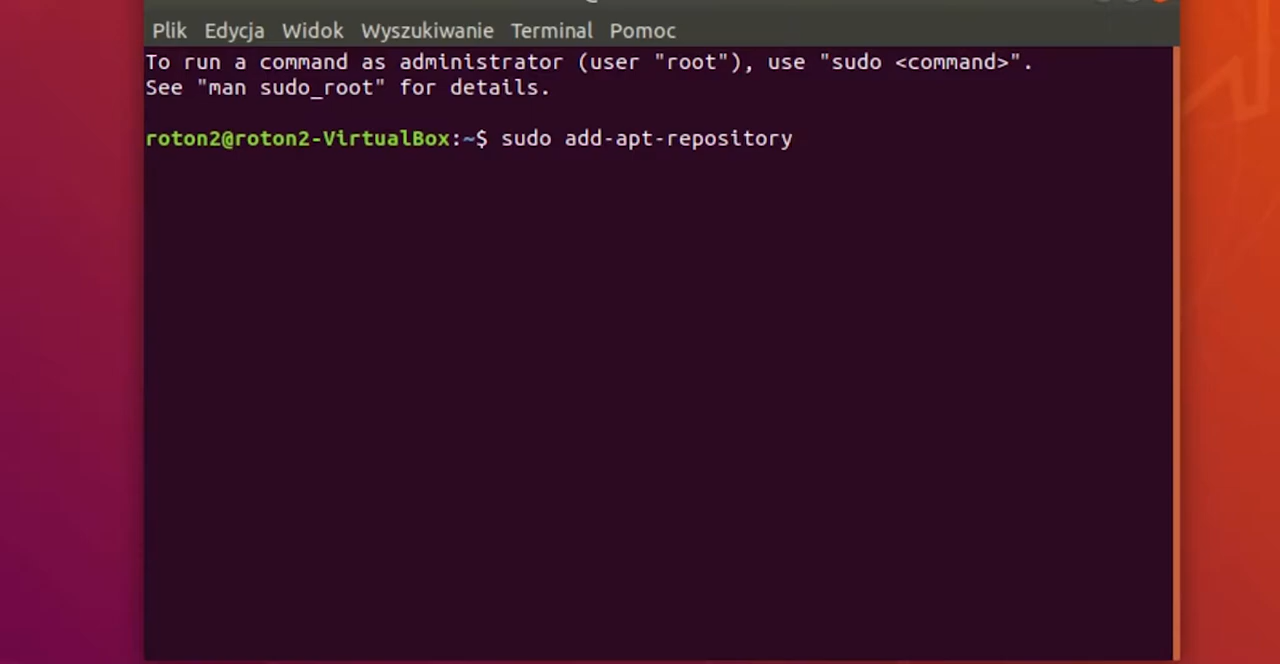 Plik Edycja Widok Wyszukiwanie Terminal Pomoc
To run a command as administrator (user "root"), use "sudo <command>".
See "man sudo_root" for details.
roton2@roton2-VirtualBox:~$ sudo add-apt-repository